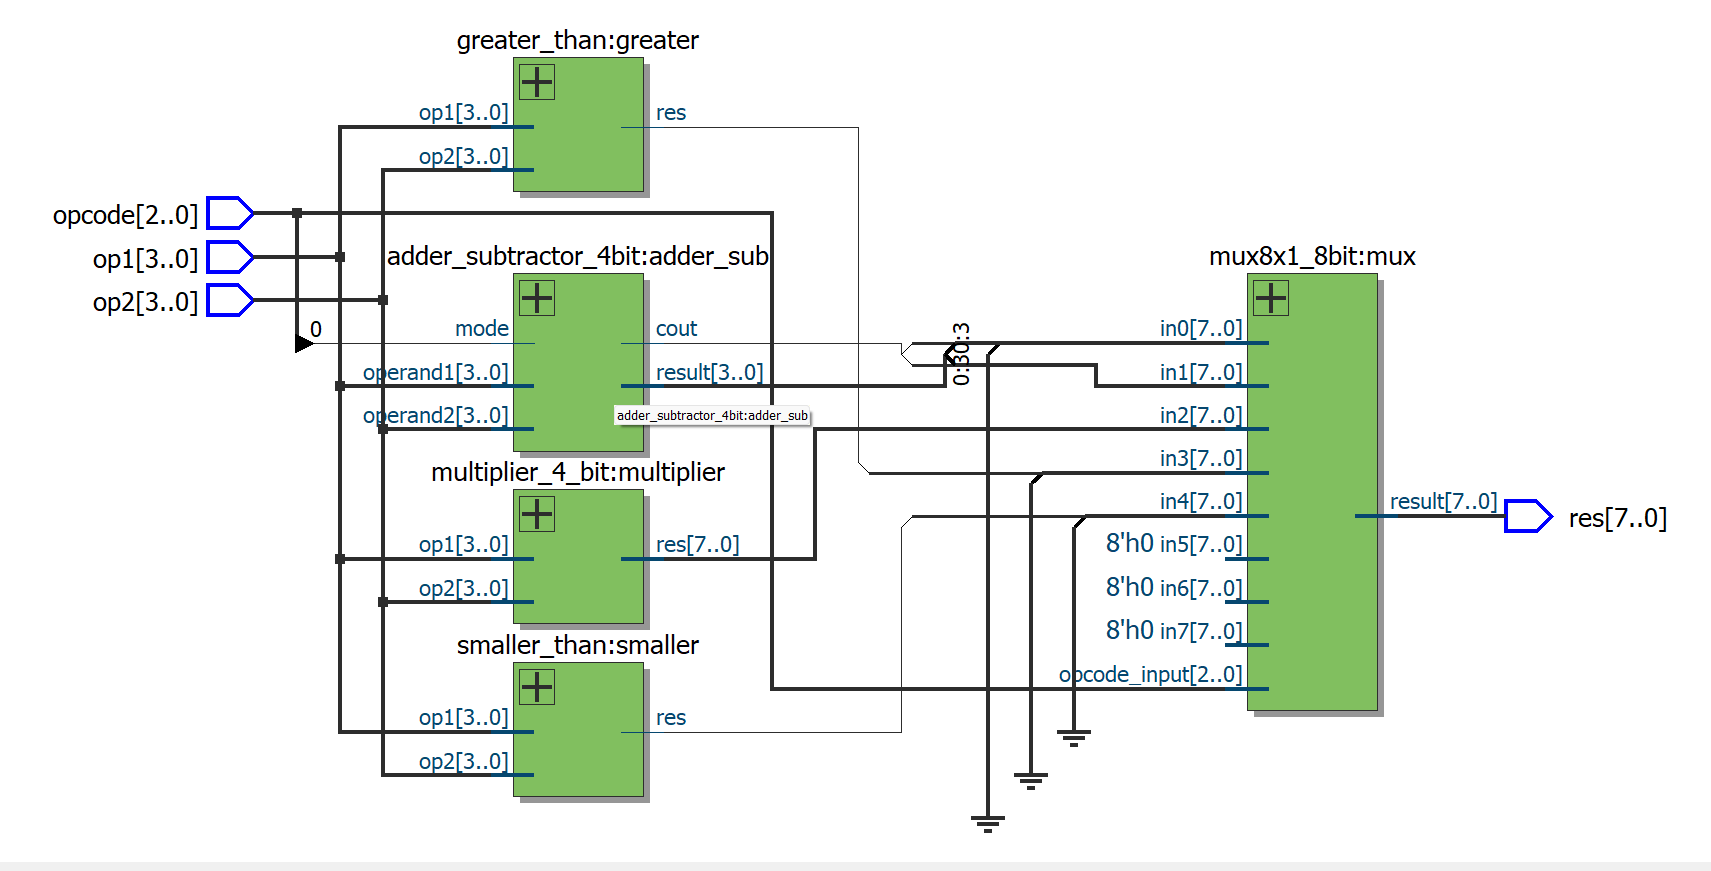 greater_than:greater
op1[3..0]
res
op2[3..0]
opcode[2..0]
op1[3..0]
op2[3..0]
adder_subtractor_4bit:adder_sub
0
mode
cout
operand1[3..0]
result[3..0]
operand2[3..0]
adder_subtractor_4bit:adder_sub
multiplier_4_bit:multiplier
op1[3..0]
res[7..0]
op2[3..0]
smaller_than:smaller
op1[3..0]
res
op2[3..0]
mux8x1_8bit:mux
in0[7..0]
in1[7..0]
in2[7..0]
in3[7..0]
in4[7..0]
8'h0 in5[7..0]
8'h0 in6[7..0]
8'h0 in7[7..0]
opcode_input[2..0]
result[7..0]
res[7..0]